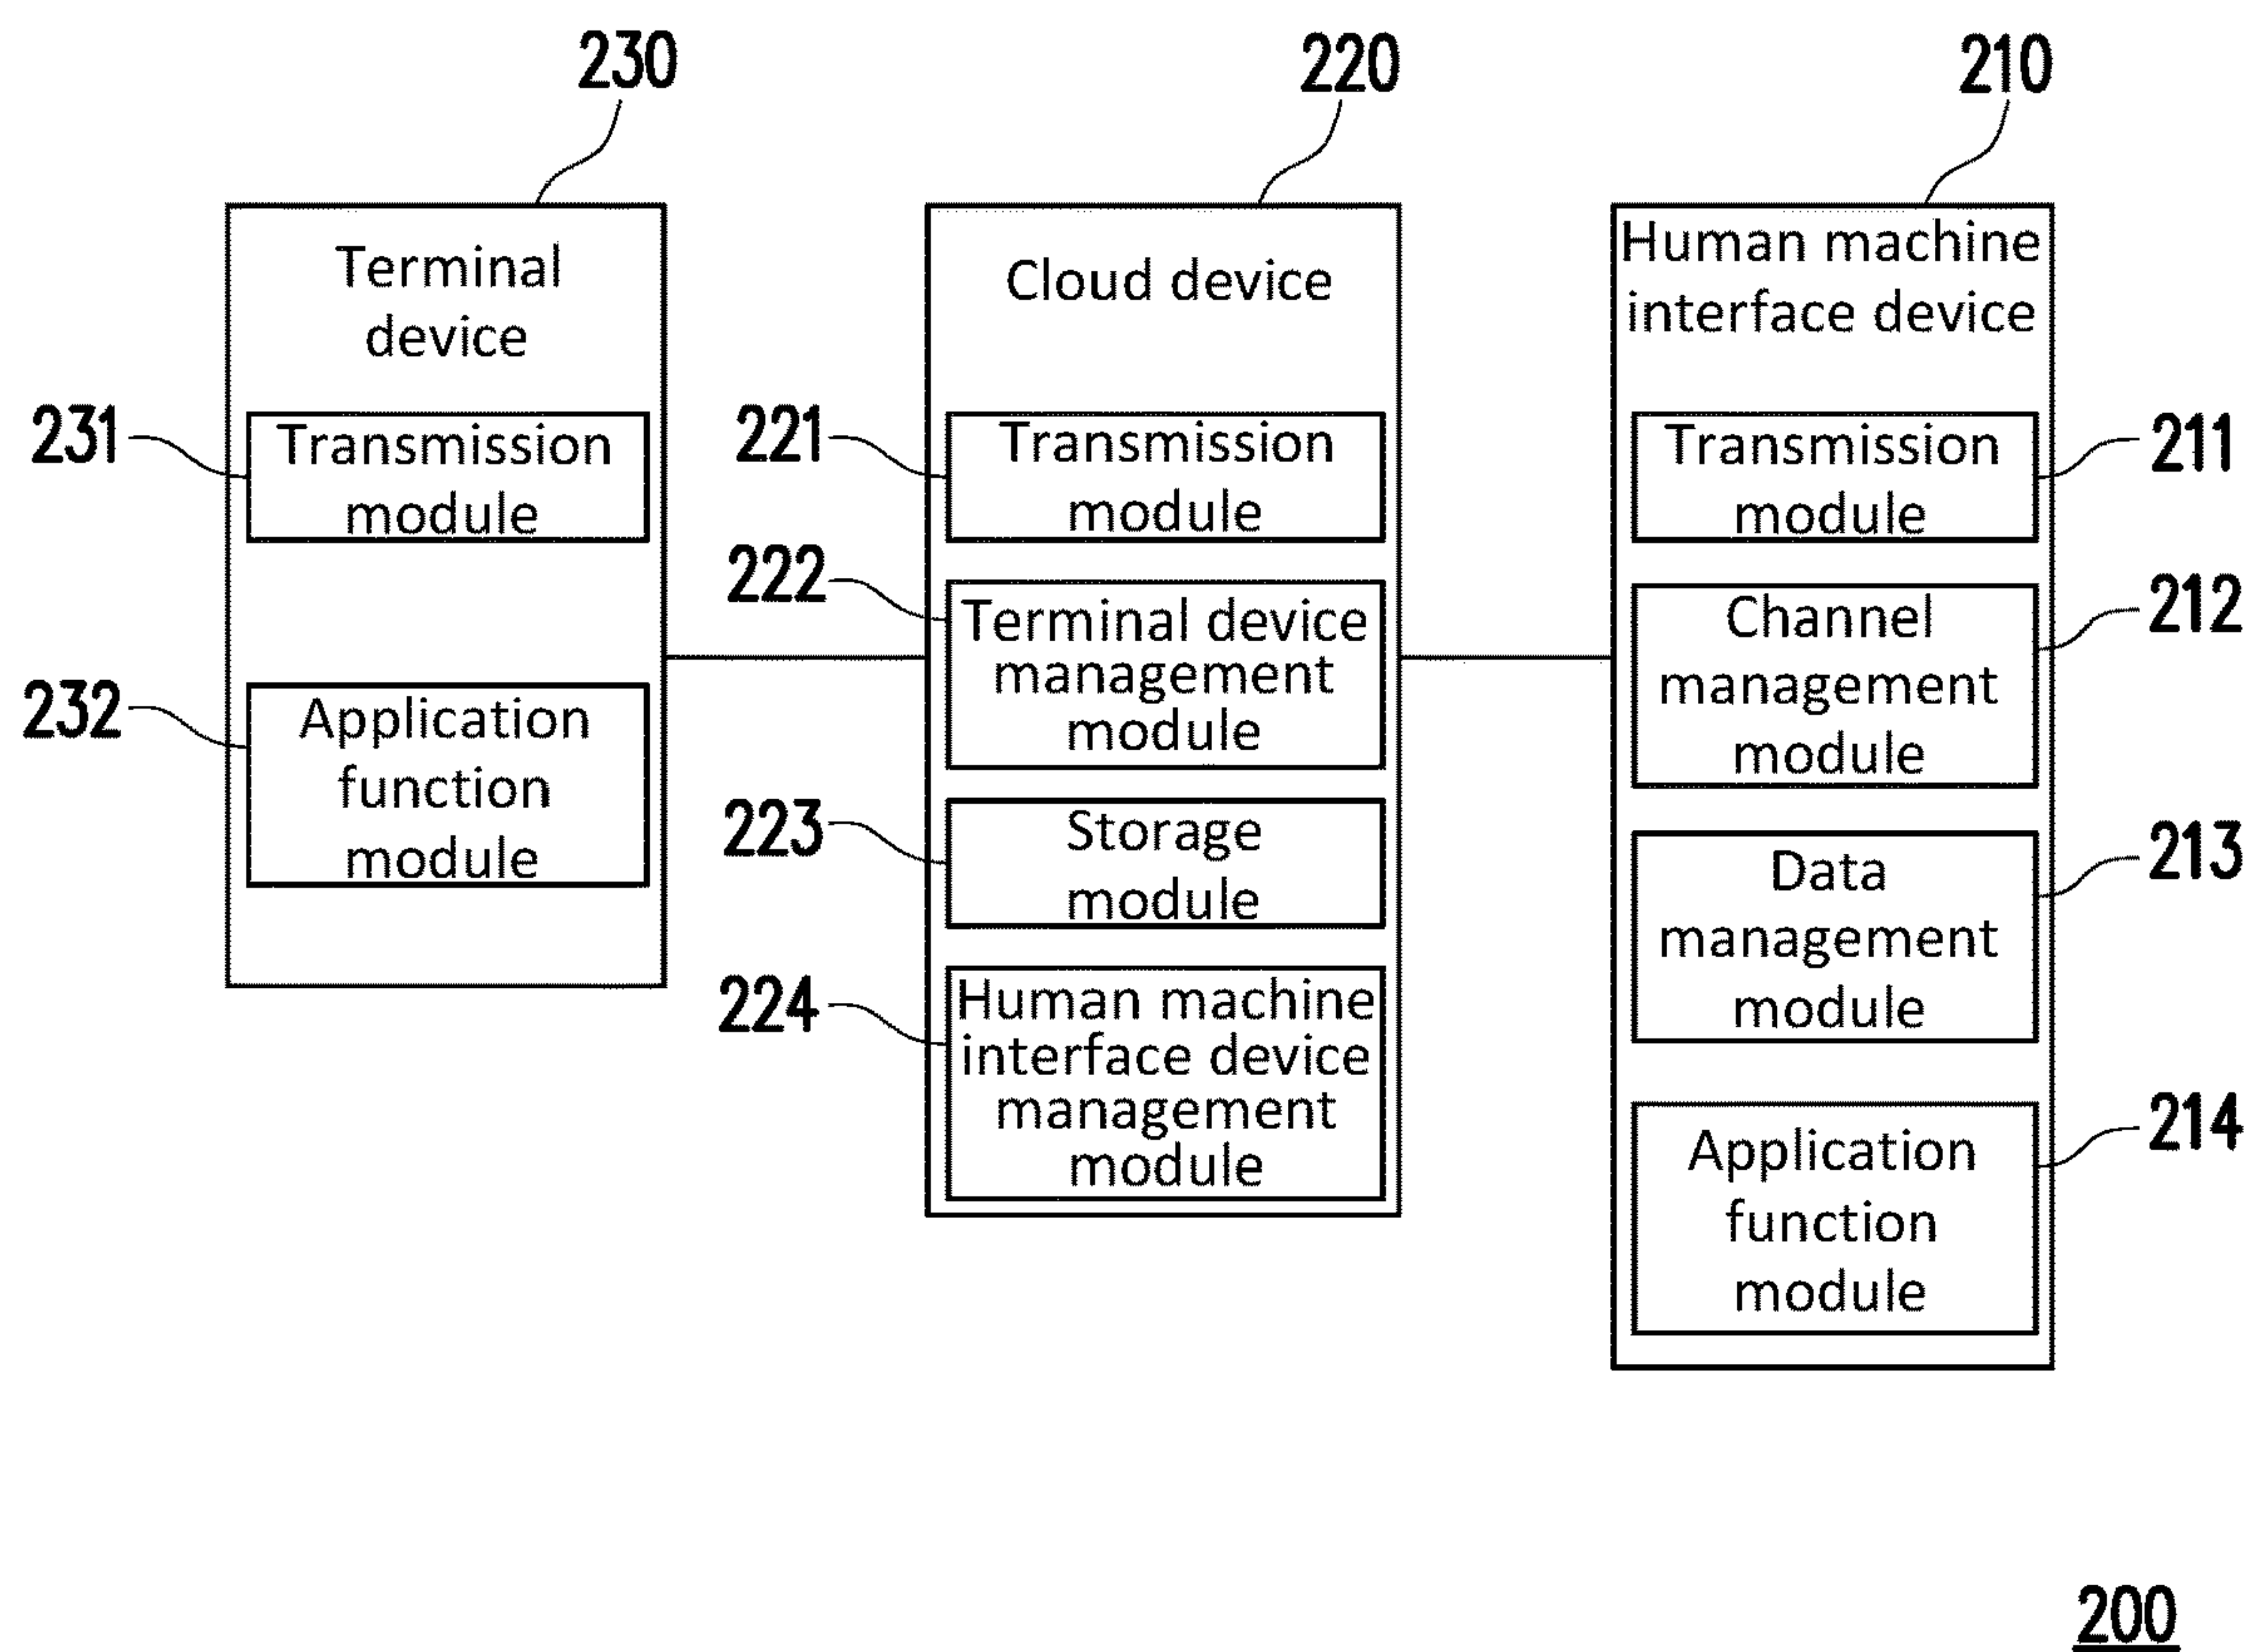 230
220
210
Terminal
device
231
Transmission
module
232
Application
function
module
Cloud device
221
Transmission
module
222
Terminal device
management
module
223
Storage
module
224
Human machine
interface device
management
module
Human machine
interface device
Transmission
module
211
Channel
management
module
212
Data
management
module
213
Application
function
module
214
200